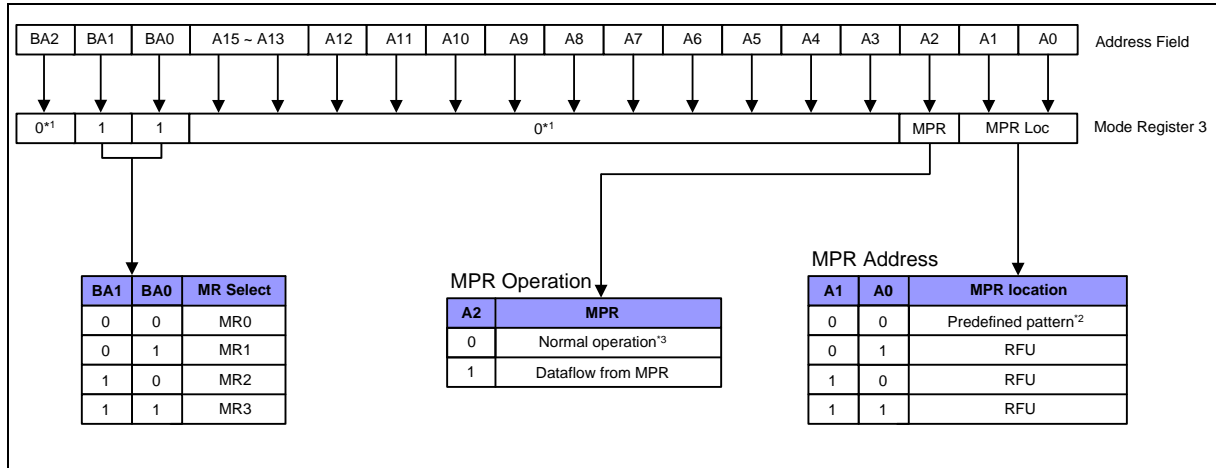 BA2 BA1 BA0 A15 ~ A13 A12 A11 A10 A9 A8 A7 A6 A5 A4 A3 A2 A1 A0 Address Field
0*1 1 1 0*1 MPR MPR Loc Mode Register 3
BA1 BA0 MR Select
0 0 MR0
0 1 MR1
1 0 MR2
1 1 MR3
MPR Operation
A2 MPR
0 Normal operation*3
1 Dataflow from MPR
MPR Address
A1 A0 MPR location
0 0 Predefined pattern*2
0 1 RFU
1 0 RFU
1 1 RFU